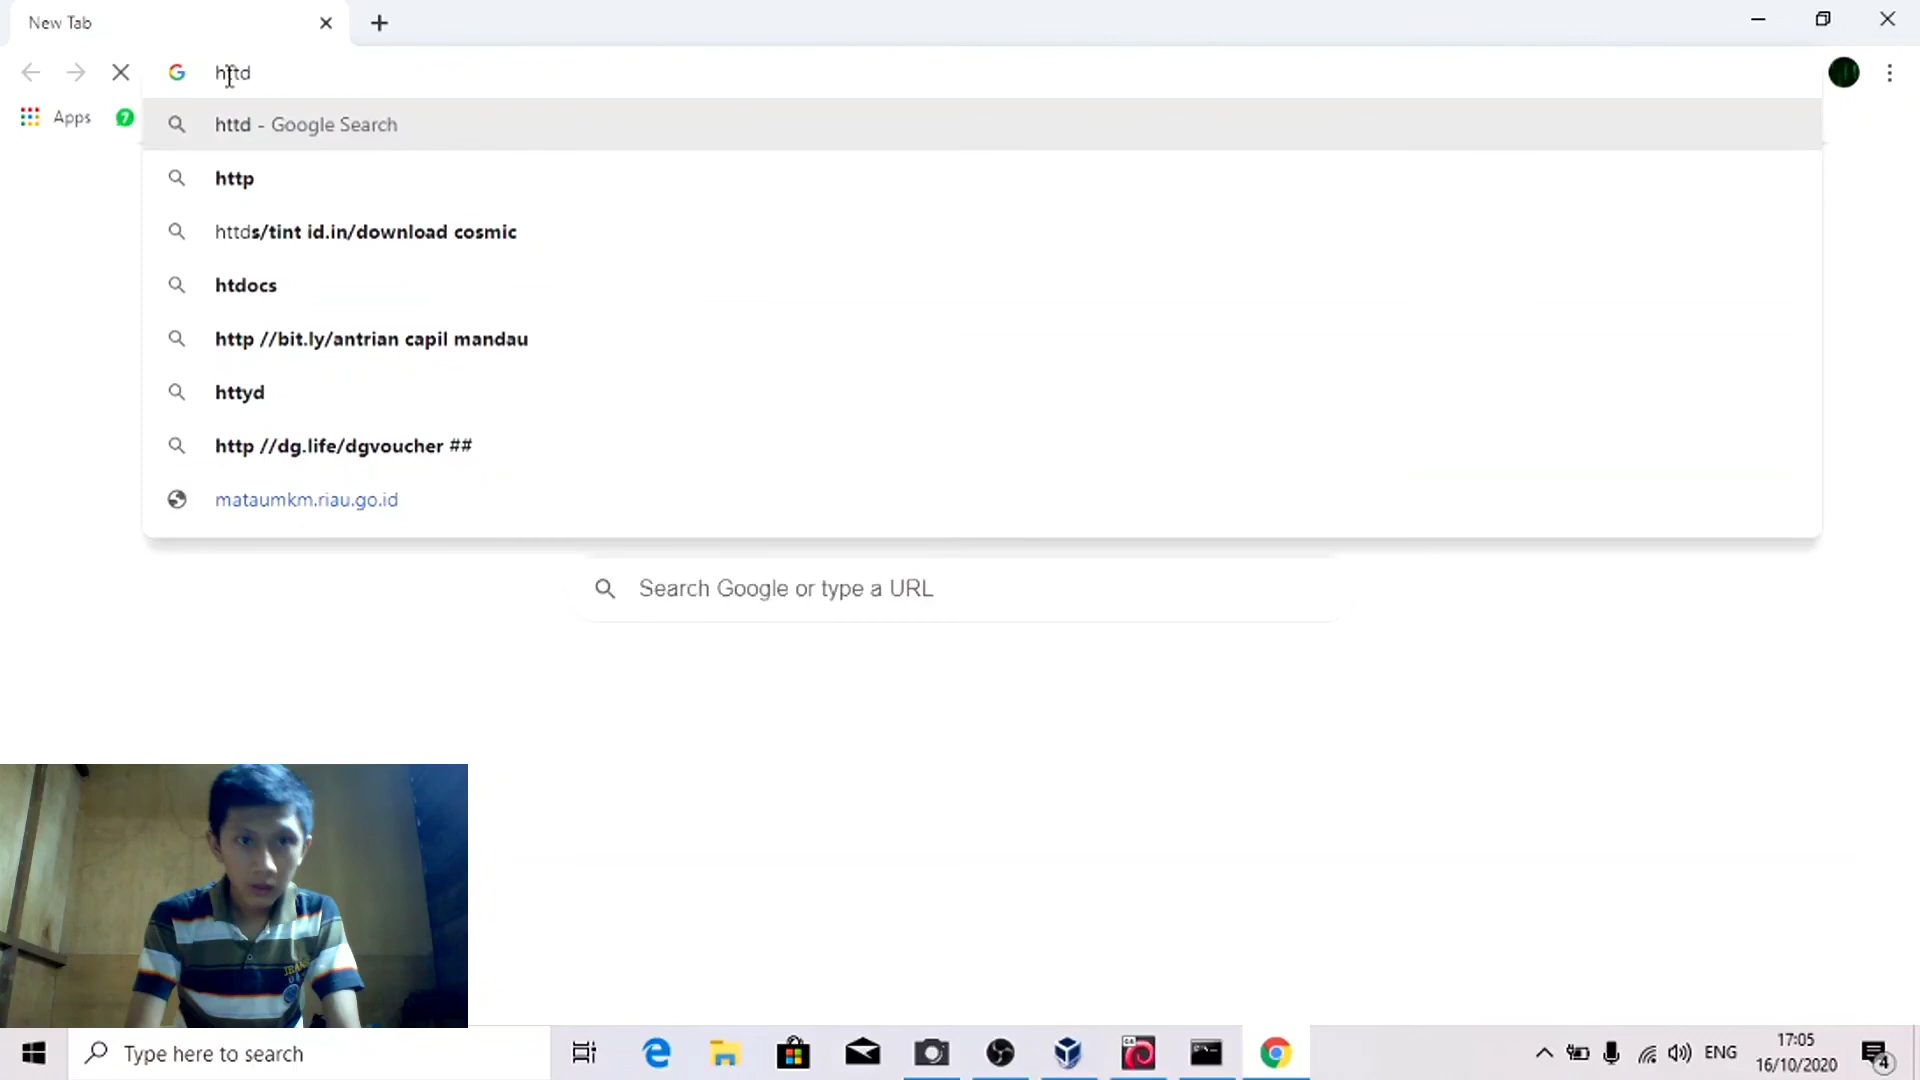 New Tab
httd
Apps
7
httd - Google Search
http
httds/tint id.in/download cosmic
htdocs
http //bit.ly/antrian capil mandau
httyd
http //dg.life/dgvoucher ##
mataumkm.riau.go.id
Search Google or type a URL
Type here to search
ENG
17:05
16/10/2020
4